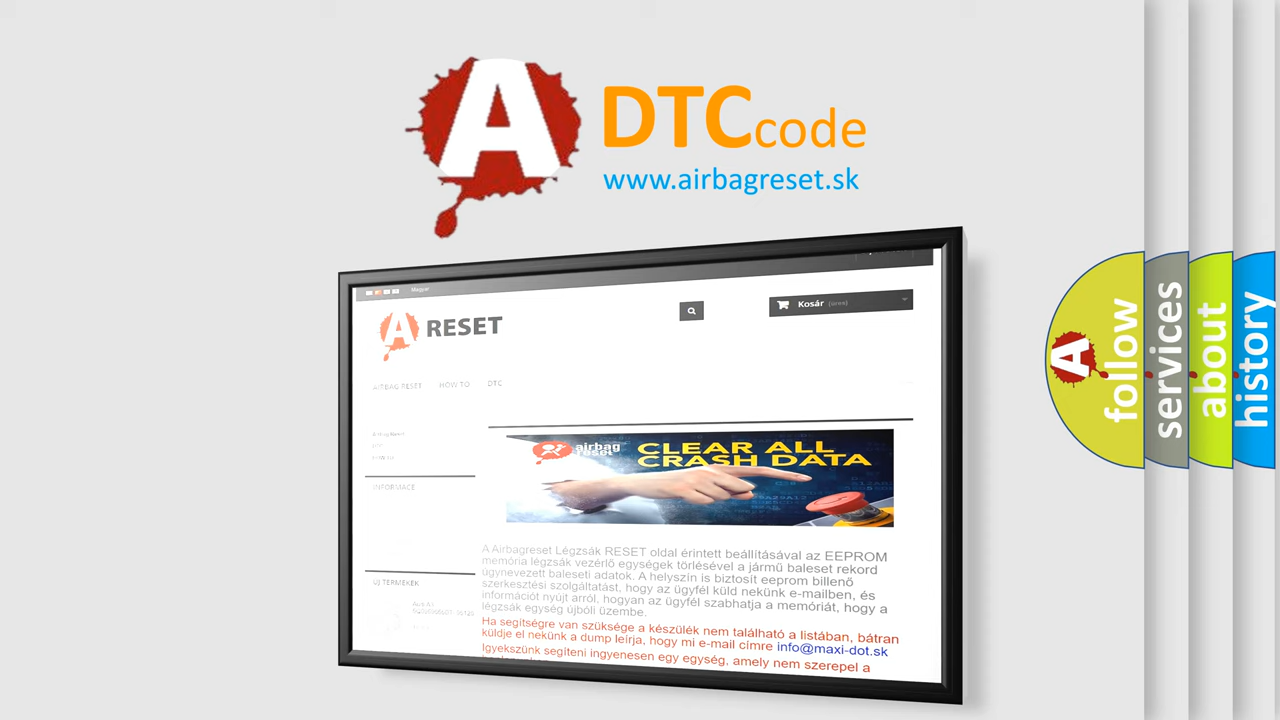 A
DTC code
www.airbagreset.sk
Magyar
A RESET
Kosár (üres)
AIRBAG RESET HOW TO DTC
INFORMACE
airbag
reset
CLEAR ALL
CRASH DATA
A Airbagreset Légzsák RESET oldal érintett beállításával az EEPROM
memória légzsák vezérlő egységek törlésével a jármű baleset rekord
úgynevezett baleseti adatok. A helyszín is biztosít eeprom billenő
szerkesztési szolgáltatást, hogy az ügyfél küld nekünk e-mailben, és
információt nyújt arról, hogyan az ügyfél szabhatja a memóriát, hogy a
légzsák egység újbóli üzembe.
Ha segítségre van szüksége a készülék nem található a listában, bátran
küldje el nekünk a dump leírja, hogy mi e-mail címre info@maxi-dot.sk
Igyekszünk segíteni ingyenesen egy egység, amely nem szerepel a
ÚJ TERMÉKEK
A
follow
services
about
history